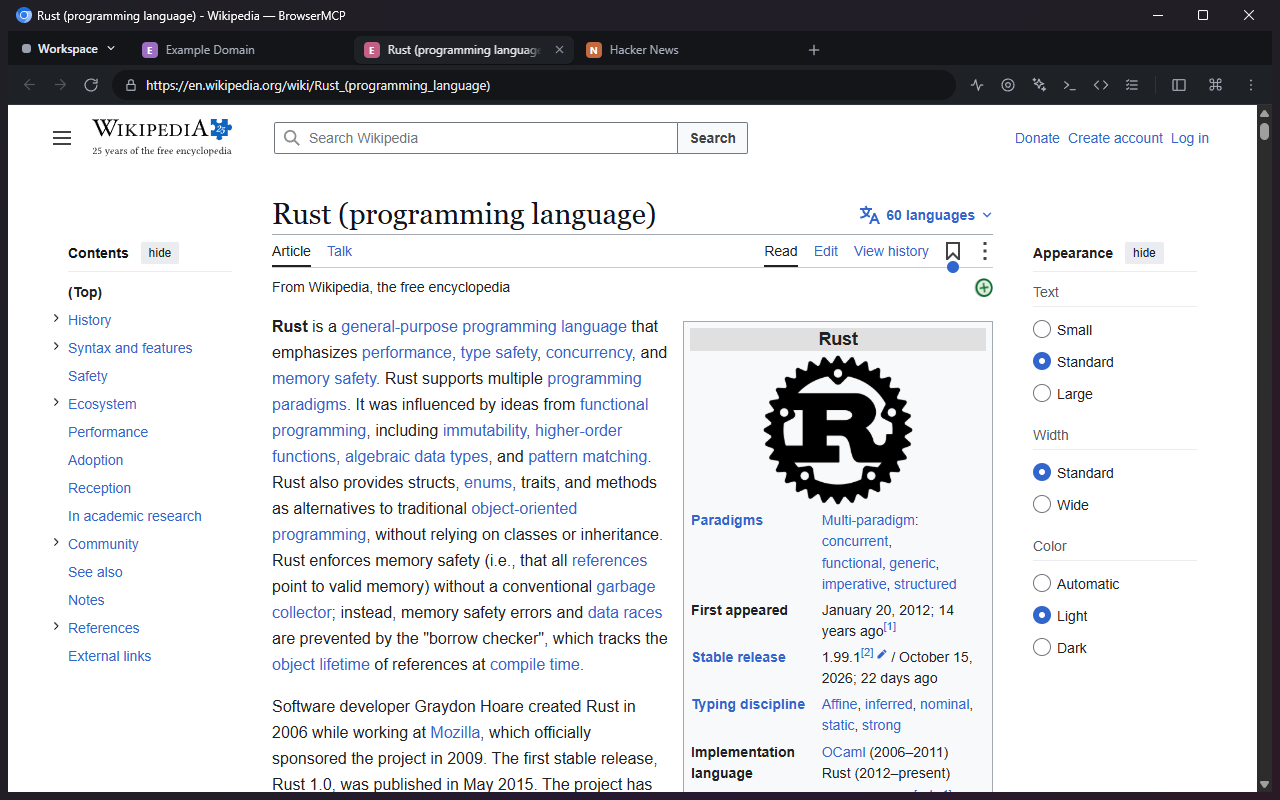 Rust (programming language) - Wikipedia — BrowserMCP
Workspace
E Example Domain
E Rust (programming language
N Hacker News
https://en.wikipedia.org/wiki/Rust_(programming_language)
WIKIPEDIA 25
25 years of the free encyclopedia
Search Wikipedia
Search
Donate Create account Log in
Rust (programming language)
60 languages
Contents hide
(Top)
History
Syntax and features
Safety
Ecosystem
Performance
Adoption
Reception
In academic research
Community
See also
Notes
References
External links
Article Talk
Read Edit View history
From Wikipedia, the free encyclopedia
Rust is a general-purpose programming language that
emphasizes performance, type safety, concurrency, and
memory safety. Rust supports multiple programming
paradigms. It was influenced by ideas from functional
programming, including immutability, higher-order
functions, algebraic data types, and pattern matching.
Rust also provides structs, enums, traits, and methods
as alternatives to traditional object-oriented
programming, without relying on classes or inheritance.
Rust enforces memory safety (i.e., that all references
point to valid memory) without a conventional garbage
collector; instead, memory safety errors and data races
are prevented by the "borrow checker", which tracks the
object lifetime of references at compile time.
Software developer Graydon Hoare created Rust in
2006 while working at Mozilla, which officially
sponsored the project in 2009. The first stable release,
Rust 1.0, was published in May 2015. The project has
Rust
R
Paradigms
Multi-paradigm:
concurrent,
functional, generic,
imperative, structured
First appeared
January 20, 2012; 14
years ago[1]
Stable release
1.99.1[2] / October 15,
2026; 22 days ago
Typing discipline
Affine, inferred, nominal,
static, strong
Implementation
language
OCaml (2006–2011)
Rust (2012–present)
Appearance hide
Text
Small
Standard
Large
Width
Standard
Wide
Color
Automatic
Light
Dark